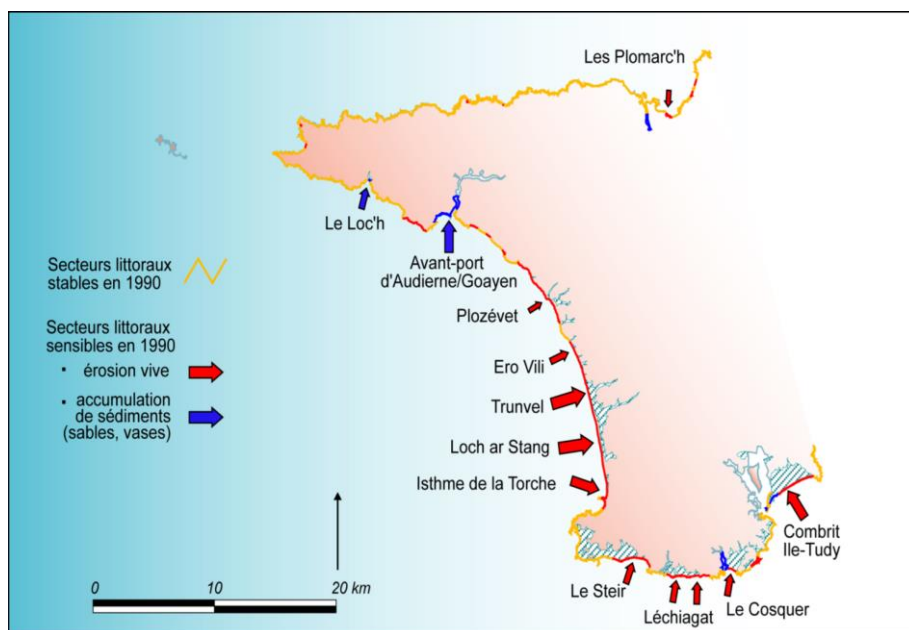 Les Plomarc'h
Le Loc'h
Avant-port
d'Audierne/Goayen
Secteurs littoraux
stables en 1990
Secteurs littoraux
sensibles en 1990
• érosion vive
• accumulation
de sédiments
(sables, vases)
Plozévet
Ero Vili
Trunvel
Loch ar Stang
Isthme de la Torche
Combrit
Ile-Tudy
Le Steir
Léchiagat
Le Cosquer
0 10 20 km